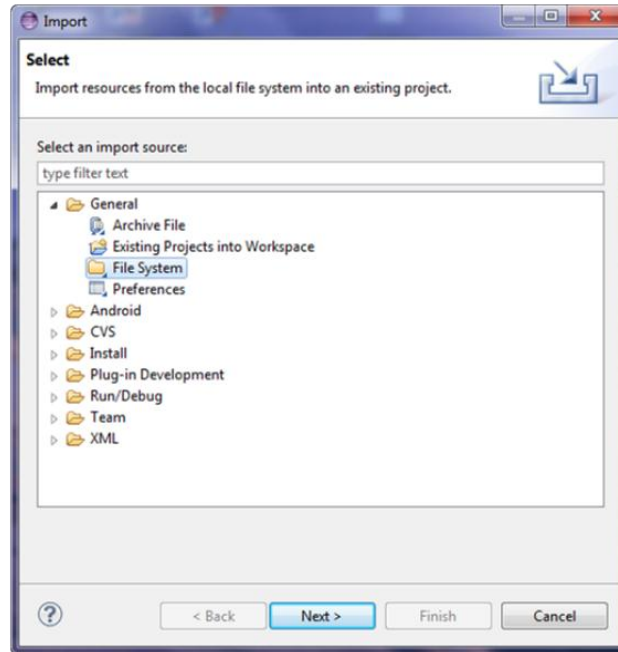 Import
Select
Import resources from the local file system into an existing project.
Select an import source:
type filter text
General
Archive File
Existing Projects into Workspace
File System
Preferences
Android
CVS
Install
Plug-in Development
Run/Debug
Team
XML
?
< Back Next > Finish Cancel